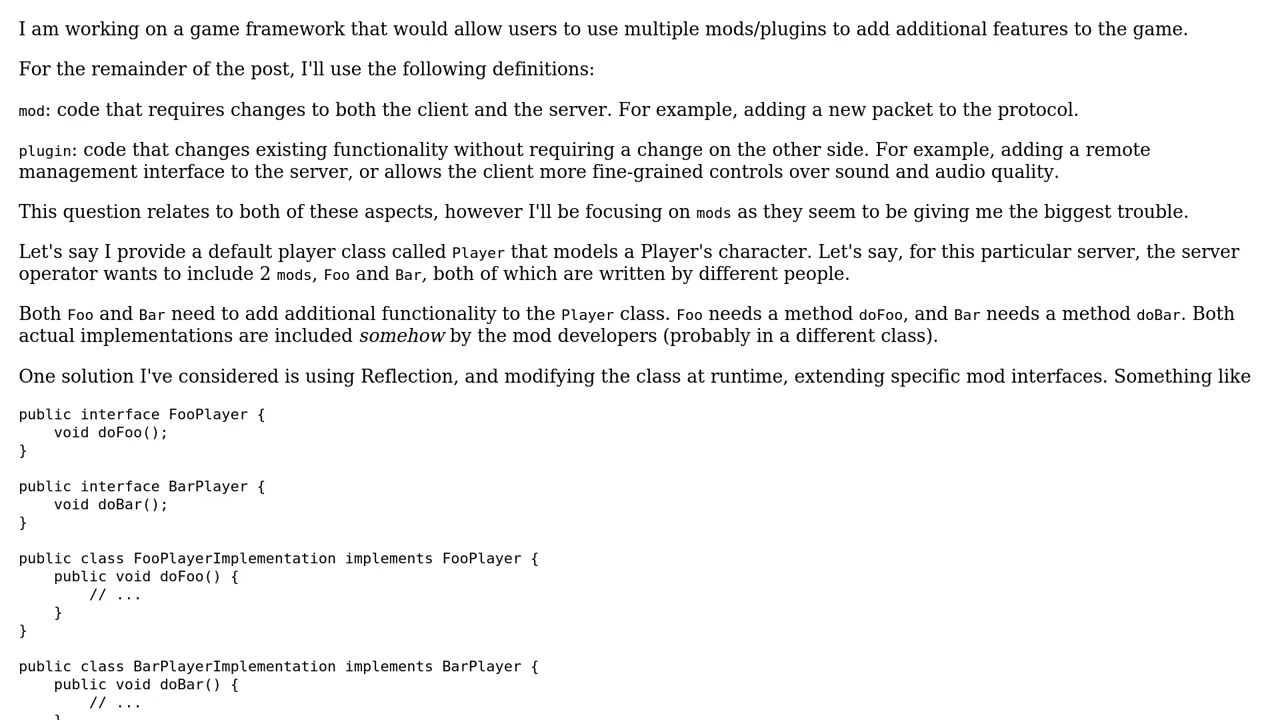 I am working on a game framework that would allow users to use multiple mods/plugins to add additional features to the game.
For the remainder of the post, I'll use the following definitions:
mod: code that requires changes to both the client and the server. For example, adding a new packet to the protocol.
plugin: code that changes existing functionality without requiring a change on the other side. For example, adding a remote
management interface to the server, or allows the client more fine-grained controls over sound and audio quality.
This question relates to both of these aspects, however I'll be focusing on mods as they seem to be giving me the biggest trouble.
Let's say I provide a default player class called Player that models a Player's character. Let's say, for this particular server, the server
operator wants to include 2 mods, Foo and Bar, both of which are written by different people.
Both Foo and Bar need to add additional functionality to the Player class. Foo needs a method doFoo, and Bar needs a method doBar. Both
actual implementations are included somehow by the mod developers (probably in a different class).
One solution I've considered is using Reflection, and modifying the class at runtime, extending specific mod interfaces. Something like
public interface FooPlayer {
    void doFoo();
}
public interface BarPlayer {
    void doBar();
}
public class FooPlayerImplementation implements FooPlayer {
    public void doFoo() {
        // ...
    }
}
public class BarPlayerImplementation implements BarPlayer {
    public void doBar() {
        // ...
    }